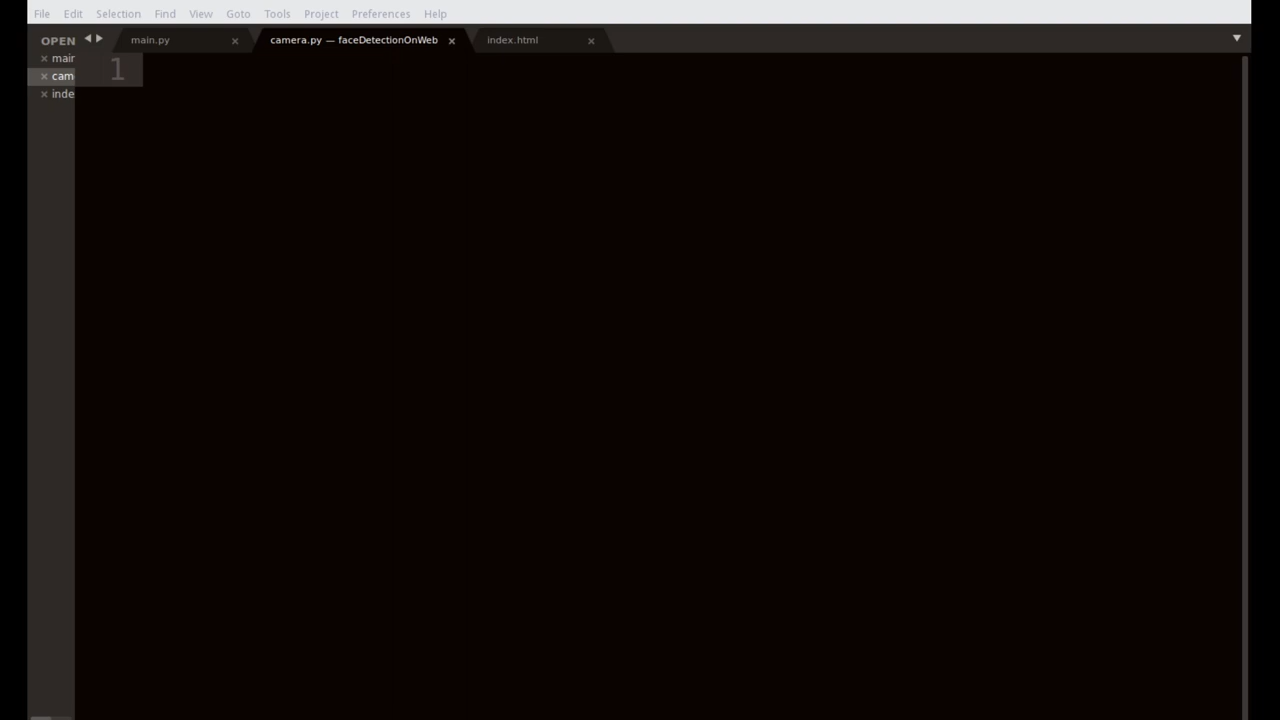 File Edit Selection Find View Goto Tools Project Preferences Help
OPEN main.py camera.py — faceDetectionOnWeb index.html
main
cam
inde
1